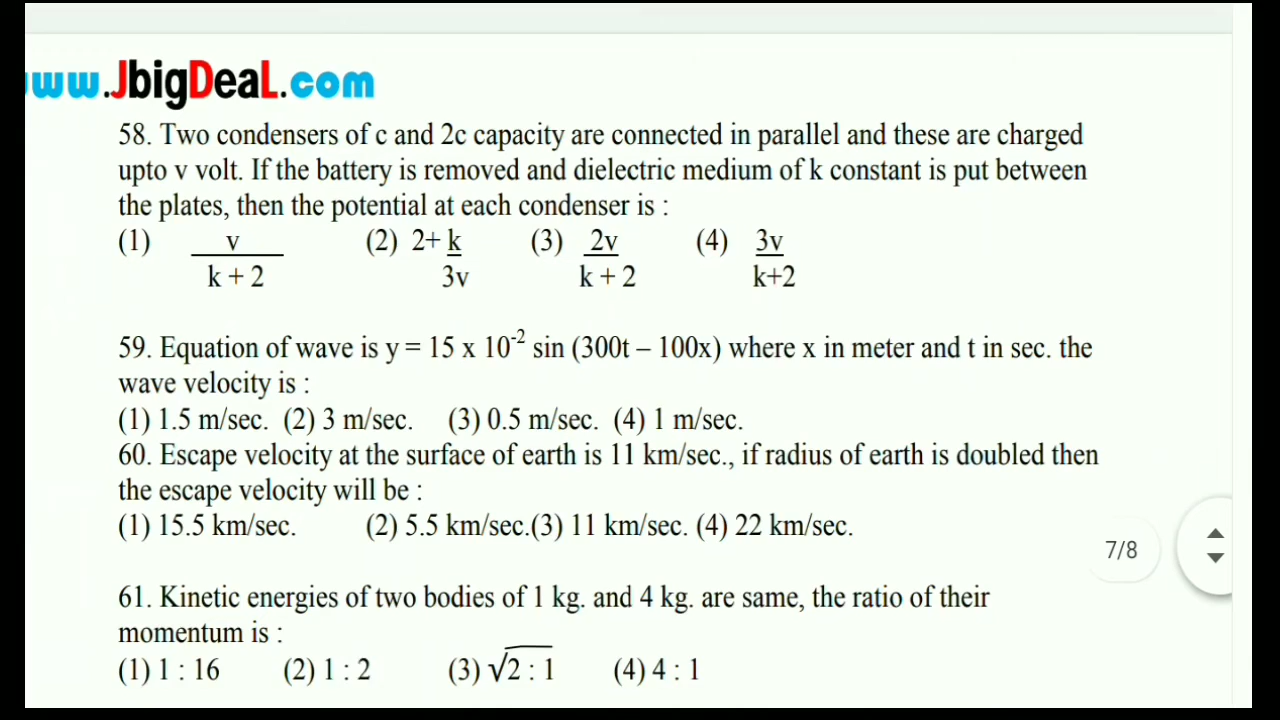 ww.JbigDeaL.com
58. Two condensers of c and 2c capacity are connected in parallel and these are charged
upto v volt. If the battery is removed and dielectric medium of k constant is put between
the plates, then the potential at each condenser is :
(1) v (2) 2+ k (3) 2v (4) 3v
k + 2 3v k + 2 k+2
59. Equation of wave is y = 15 x 10⁻² sin (300t – 100x) where x in meter and t in sec. the
wave velocity is :
(1) 1.5 m/sec. (2) 3 m/sec. (3) 0.5 m/sec. (4) 1 m/sec.
60. Escape velocity at the surface of earth is 11 km/sec., if radius of earth is doubled then
the escape velocity will be :
(1) 15.5 km/sec. (2) 5.5 km/sec.(3) 11 km/sec. (4) 22 km/sec.
7/8
61. Kinetic energies of two bodies of 1 kg. and 4 kg. are same, the ratio of their
momentum is :
(1) 1 : 16 (2) 1 : 2 (3) √2 : 1 (4) 4 : 1